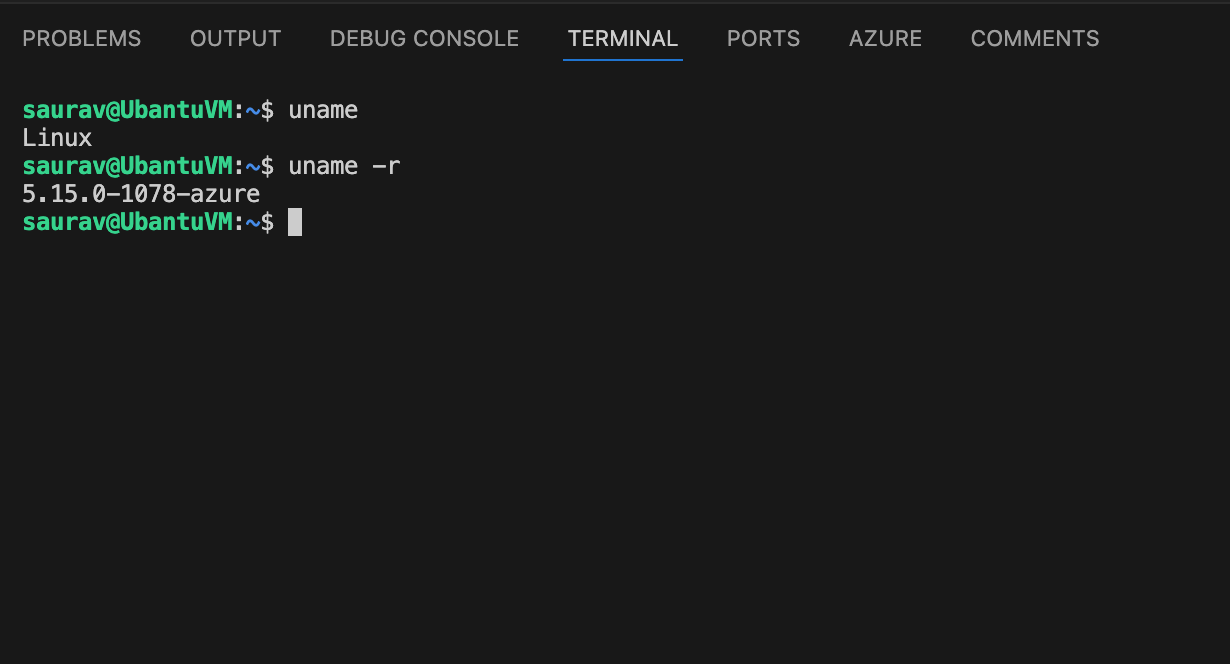 PROBLEMS OUTPUT DEBUG CONSOLE TERMINAL PORTS AZURE COMMENTS
saurav@UbantuVM:~$ uname
Linux
saurav@UbantuVM:~$ uname -r
5.15.0-1078-azure
saurav@UbantuVM:~$